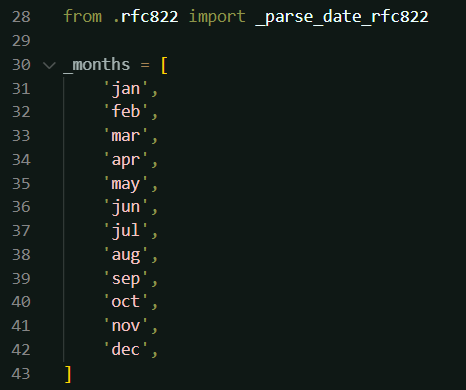 28 from .rfc822 import _parse_date_rfc822
29
30 _months = [
31     'jan',
32     'feb',
33     'mar',
34     'apr',
35     'may',
36     'jun',
37     'jul',
38     'aug',
39     'sep',
40     'oct',
41     'nov',
42     'dec',
43 ]